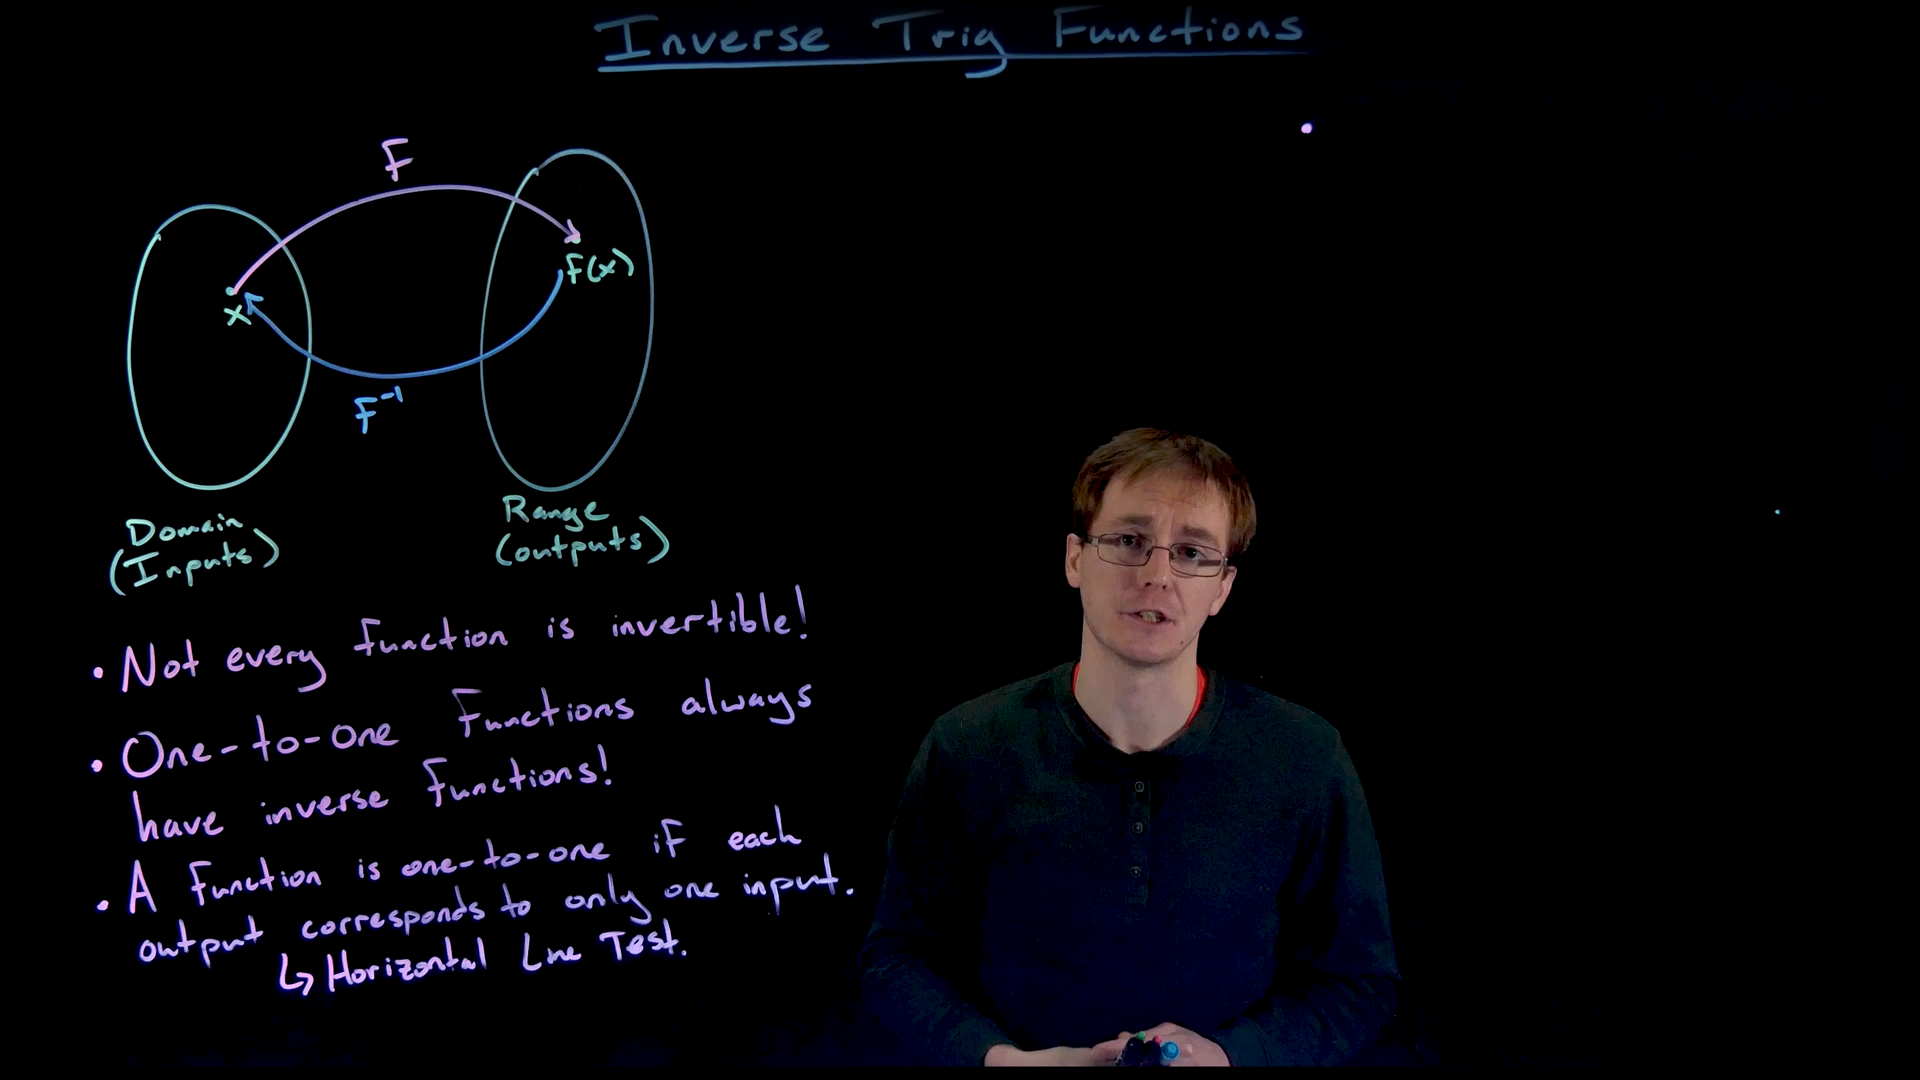 Inverse Trig Functions
F
F(x)
x
F⁻¹
Domain
(Inputs)
Range
(outputs)
• Not every function is invertible!
• One-to-one functions always
have inverse functions!
• A function is one-to-one if each
output corresponds to only one input.
↳ Horizontal Line Test.